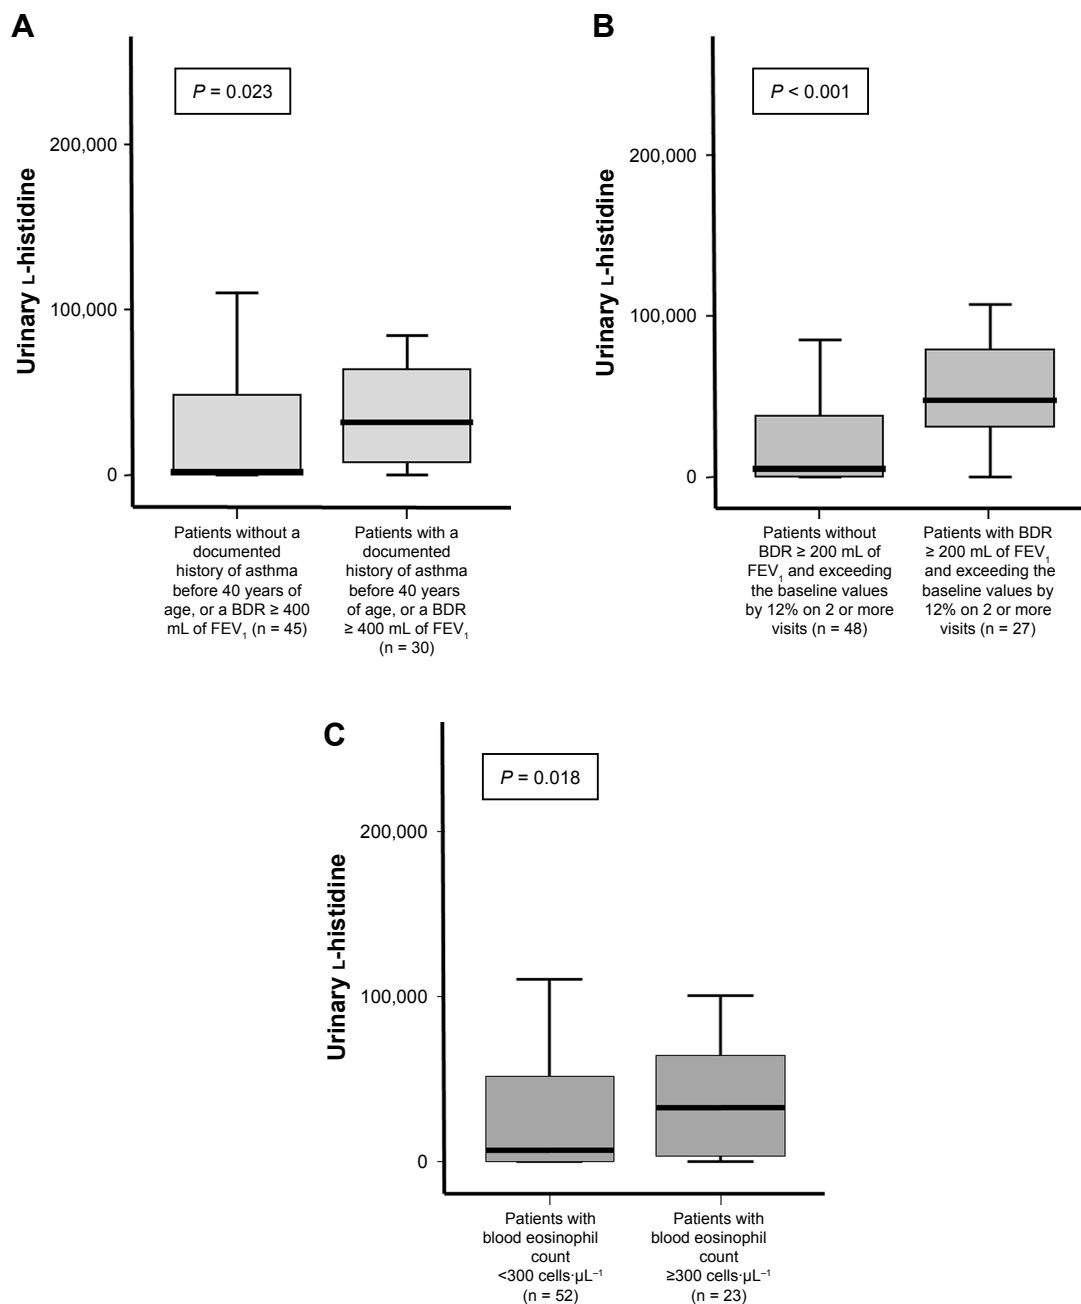 A
P = 0.023
Urinary L-histidine
200,000
100,000
0
Patients without a
documented
history of asthma
before 40 years of
age, or a BDR ≥ 400
mL of FEV₁ (n = 45)
Patients with a
documented
history of asthma
before 40 years
of age, or a BDR
≥ 400 mL of FEV₁
(n = 30)
B
P < 0.001
Urinary L-histidine
200,000
100,000
0
Patients without
BDR ≥ 200 mL of
FEV₁ and exceeding
the baseline values
by 12% on 2 or more
visits (n = 48)
Patients with BDR
≥ 200 mL of FEV₁
and exceeding the
baseline values by
12% on 2 or more
visits (n = 27)
C
P = 0.018
Urinary L-histidine
200,000
100,000
0
Patients with
blood eosinophil
count
<300 cells·µL⁻¹
(n = 52)
Patients with
blood eosinophil
count
≥300 cells·µL⁻¹
(n = 23)